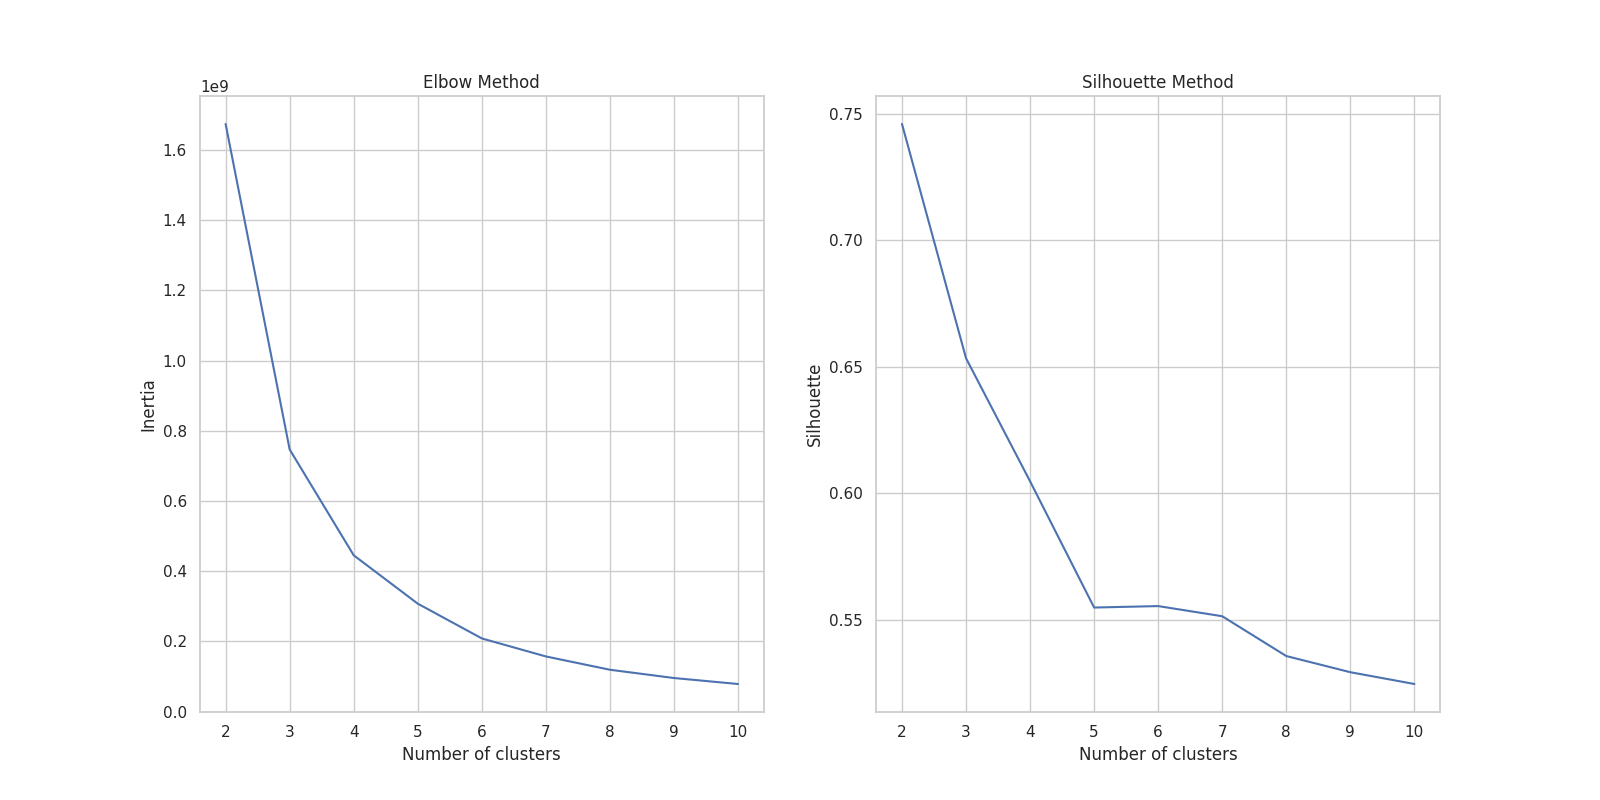 Elbow Method
1e9
1.6
1.4
1.2
1.0
0.8
0.6
0.4
0.2
0.0
Inertia
2 3 4 5 6 7 8 9 10
Number of clusters
Silhouette Method
0.75
0.70
0.65
0.60
0.55
Silhouette
2 3 4 5 6 7 8 9 10
Number of clusters